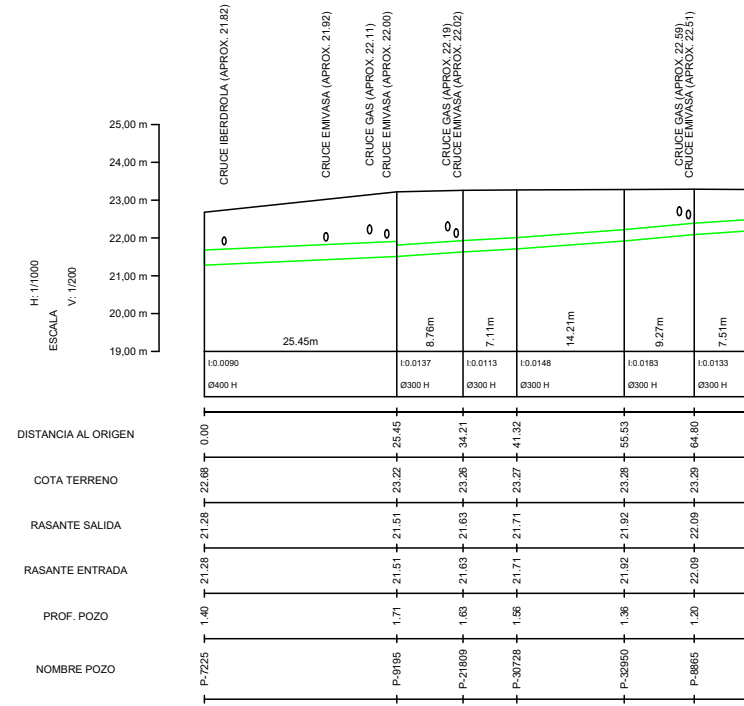 CRUCE IBERDROLA (APROX. 21.82)
CRUCE EMIVASA (APROX. 21.92)
CRUCE GAS (APROX. 22.11)
CRUCE EMIVASA (APROX. 22.00)
CRUCE GAS (APROX. 22.19)
CRUCE EMIVASA (APROX. 22.02)
CRUCE GAS (APROX. 22.59)
CRUCE EMIVASA (APROX. 22.51)
25,00 m
24,00 m
23,00 m
22,00 m
21,00 m
20,00 m
19,00 m
H: 1/1000
ESCALA
V: 1/200
25.45m
8.76m
7.11m
14.21m
9.27m
7.51m
I:0.0090 I:0.0137 I:0.0113 I:0.0148 I:0.0183 I:0.0133
Ø400 H Ø300 H Ø300 H Ø300 H Ø300 H Ø300 H
DISTANCIA AL ORIGEN 0.00 25.45 34.21 41.32 55.53 64.80
COTA TERRENO 22.68 23.22 23.26 23.27 23.28 23.29
RASANTE SALIDA 21.28 21.51 21.63 21.71 21.92 22.09
RASANTE ENTRADA 21.28 21.51 21.63 21.71 21.92 22.09
PROF. POZO 1.40 1.71 1.63 1.56 1.36 1.20
NOMBRE POZO P-7225 P-9195 P-21809 P-30728 P-32950 P-8865